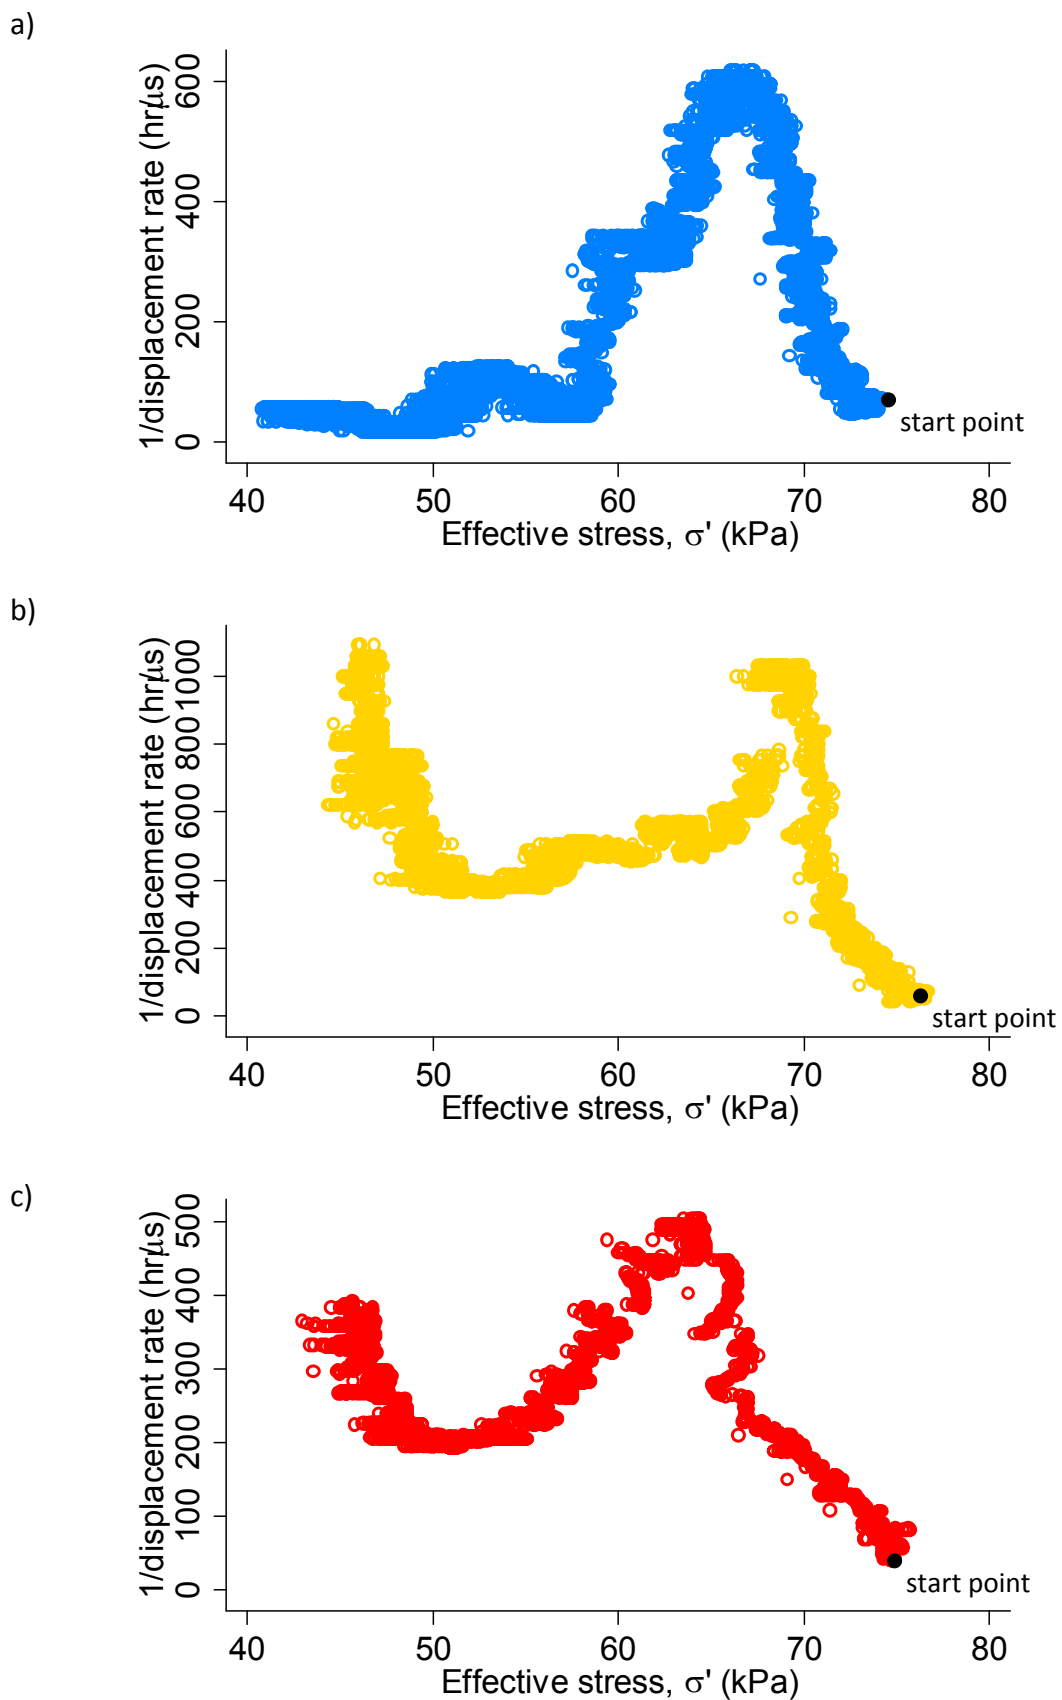 a)
1/displacement rate (hr/μs)
600
400
200
0
start point
40 50 60 70 80
Effective stress, σ' (kPa)
b)
1/displacement rate (hr/μs)
1000
800
600
400
200
0
start point
40 50 60 70 80
Effective stress, σ' (kPa)
c)
1/displacement rate (hr/μs)
500
400
300
200
100
0
start point
40 50 60 70 80
Effective stress, σ' (kPa)